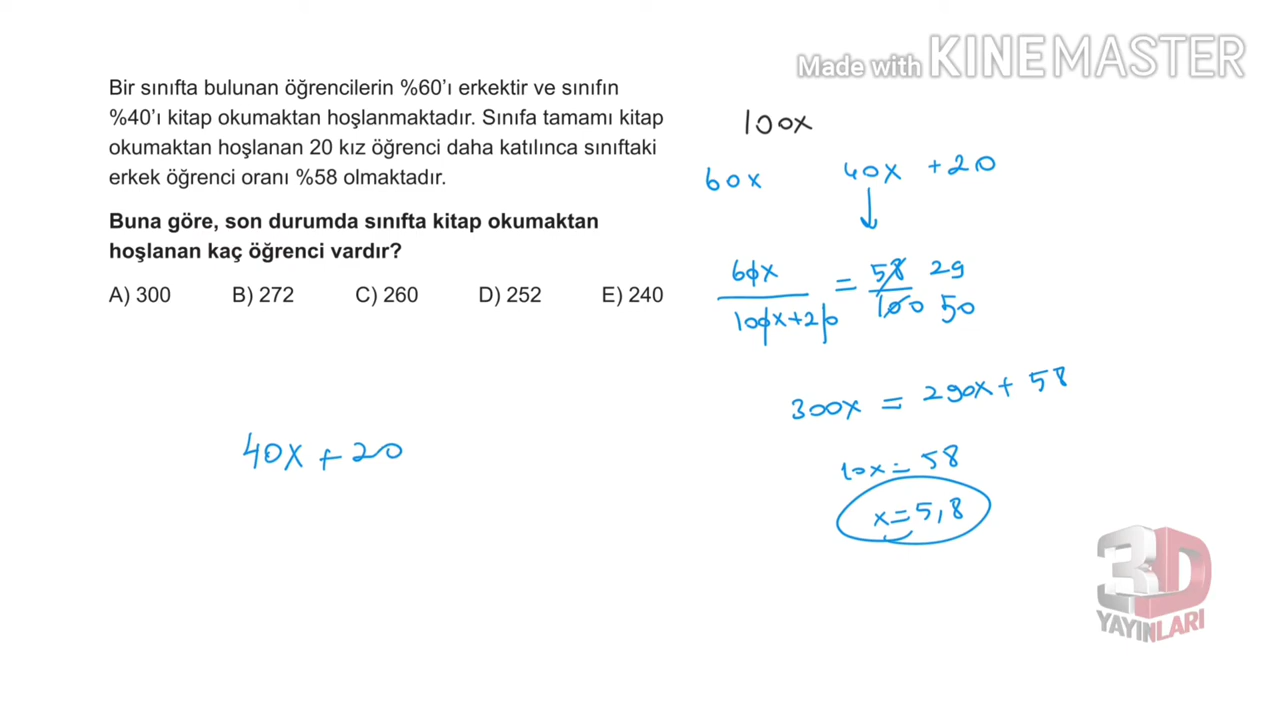 Made with KINEMASTER
Bir sınıfta bulunan öğrencilerin %60'ı erkektir ve sınıfın
%40'ı kitap okumaktan hoşlanmaktadır. Sınıfa tamamı kitap
okumaktan hoşlanan 20 kız öğrenci daha katılınca sınıftaki
erkek öğrenci oranı %58 olmaktadır.
Buna göre, son durumda sınıfta kitap okumaktan
hoşlanan kaç öğrenci vardır?
A) 300 B) 272 C) 260 D) 252 E) 240
40x + 20
100x
60x 40x + 20
60x / 100x + 20 = 58 / 100 29 / 50
300x = 290x + 58
10x = 58
x = 5,8
3D
YAYINLARI